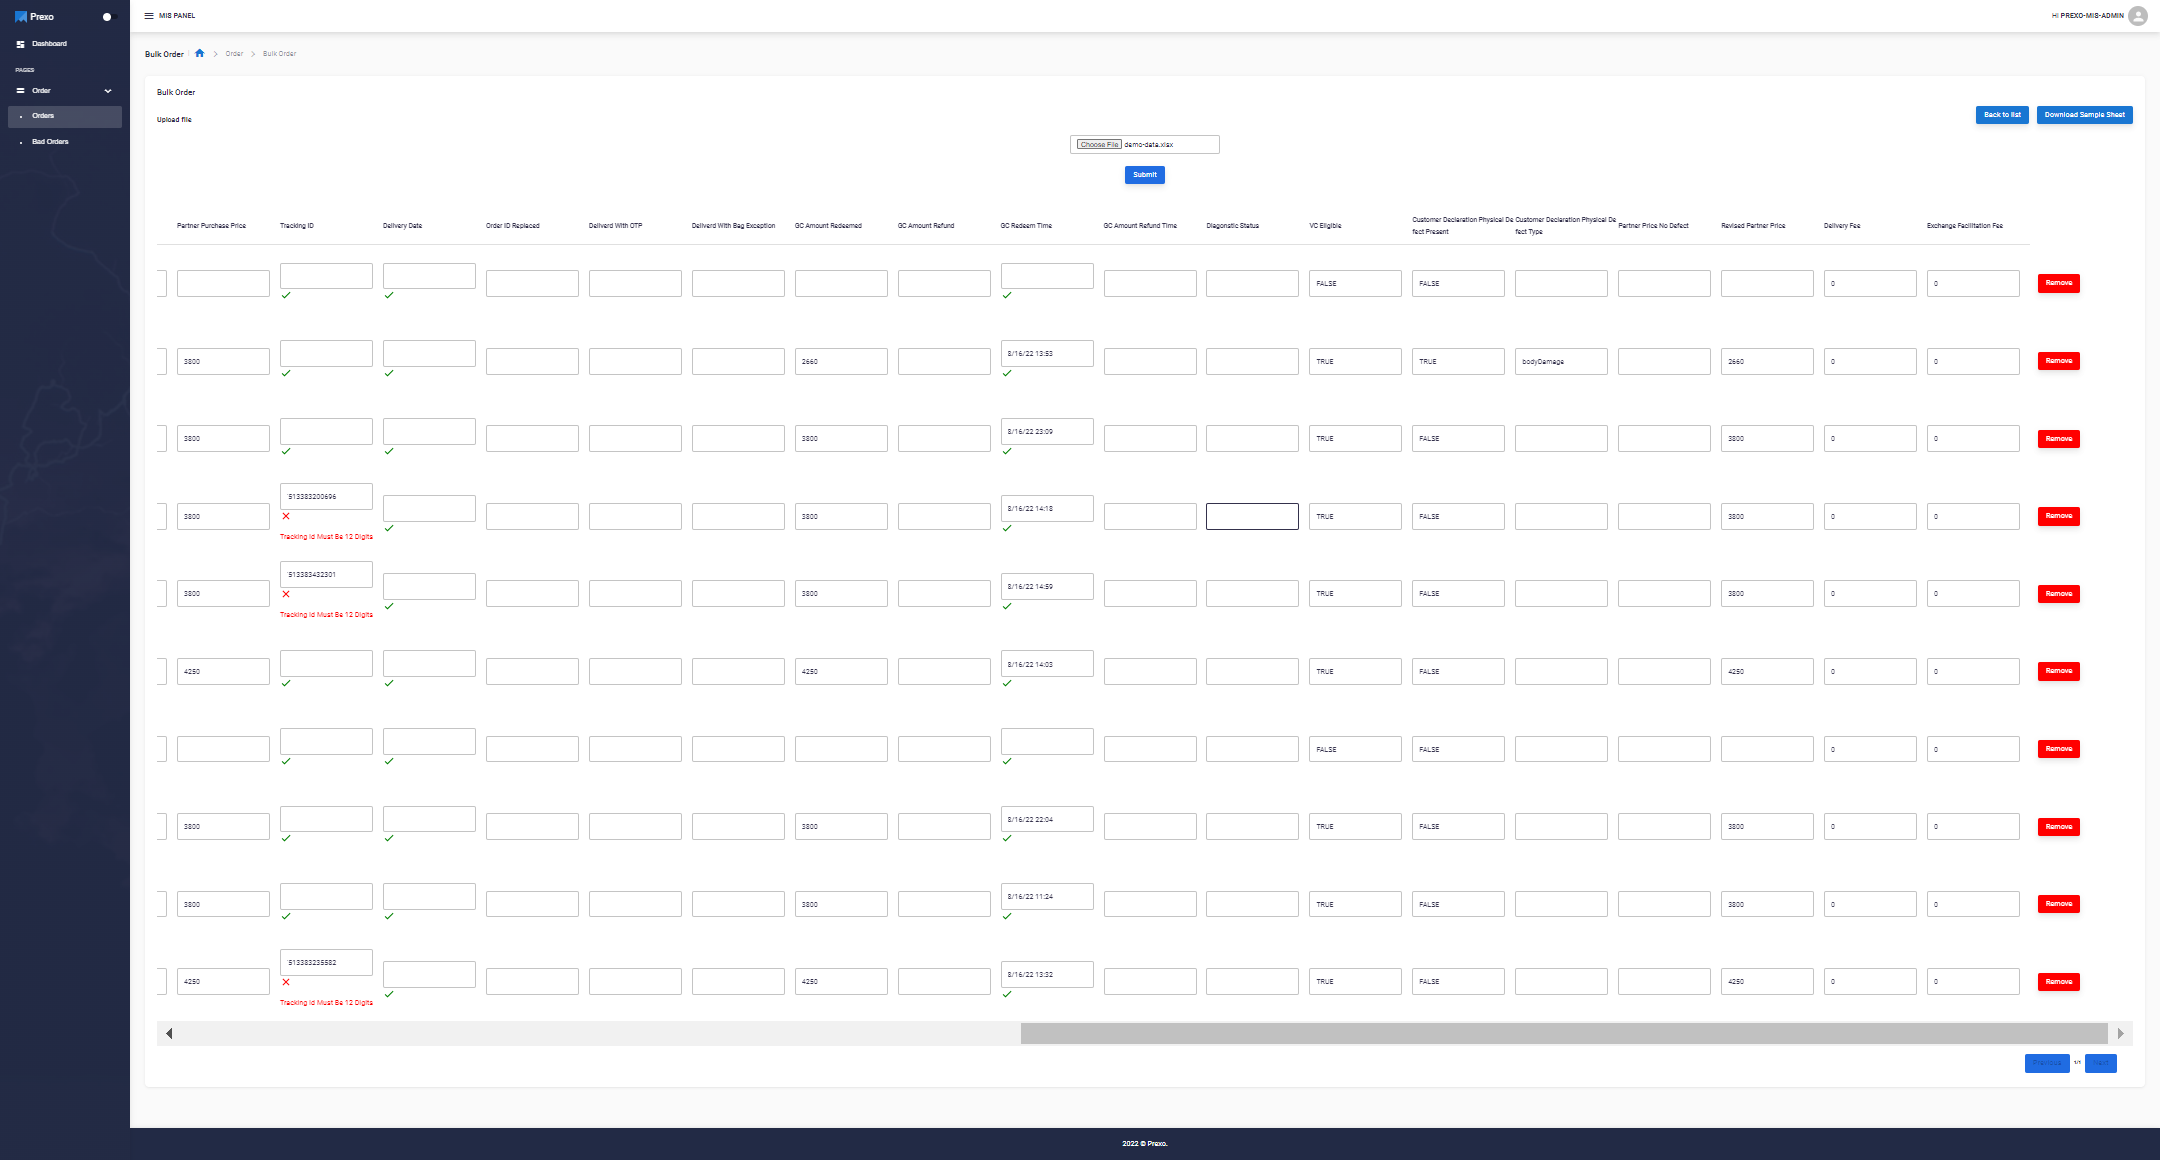 Prexo
MIS PANEL
HI PREXO-MIS-ADMIN
Dashboard
PAGES
Order
Orders
Bad Orders
Bulk Order
Order
Bulk Order
Bulk Order
Upload file
Back to list
Download Sample Sheet
Choose File demo-data.xlsx
Submit
Partner Purchase Price Tracking ID Delivery Date Order ID Replaced Deliverd With OTP Deliverd With Bag Exception GC Amount Redeemed GC Amount Refund GC Redeem Time GC Amount Refund Time Diagonstic Status VC Eligible Customer Declaration Physical De fect Present Customer Declaration Physical De fect Type Partner Price No Defect Revised Partner Price Delivery Fee Exchange Facilitation Fee
FALSE FALSE 0 0 Remove
3800 2660 8/16/22 13:53 TRUE TRUE bodyDamage 2660 0 0 Remove
3800 3800 8/16/22 23:09 TRUE FALSE 3800 0 0 Remove
3800 '513383200696 3800 8/16/22 14:18 TRUE FALSE 3800 0 0 Remove
Tracking Id Must Be 12 Digits
3800 '513383432301 3800 8/16/22 14:59 TRUE FALSE 3800 0 0 Remove
Tracking Id Must Be 12 Digits
4250 4250 8/16/22 14:03 TRUE FALSE 4250 0 0 Remove
FALSE FALSE 0 0 Remove
3800 3800 8/16/22 22:04 TRUE FALSE 3800 0 0 Remove
3800 3800 8/16/22 11:24 TRUE FALSE 3800 0 0 Remove
4250 '513383235582 4250 8/16/22 13:32 TRUE FALSE 4250 0 0 Remove
Tracking Id Must Be 12 Digits
Previous 1/1 Next
2022 © Prexo.